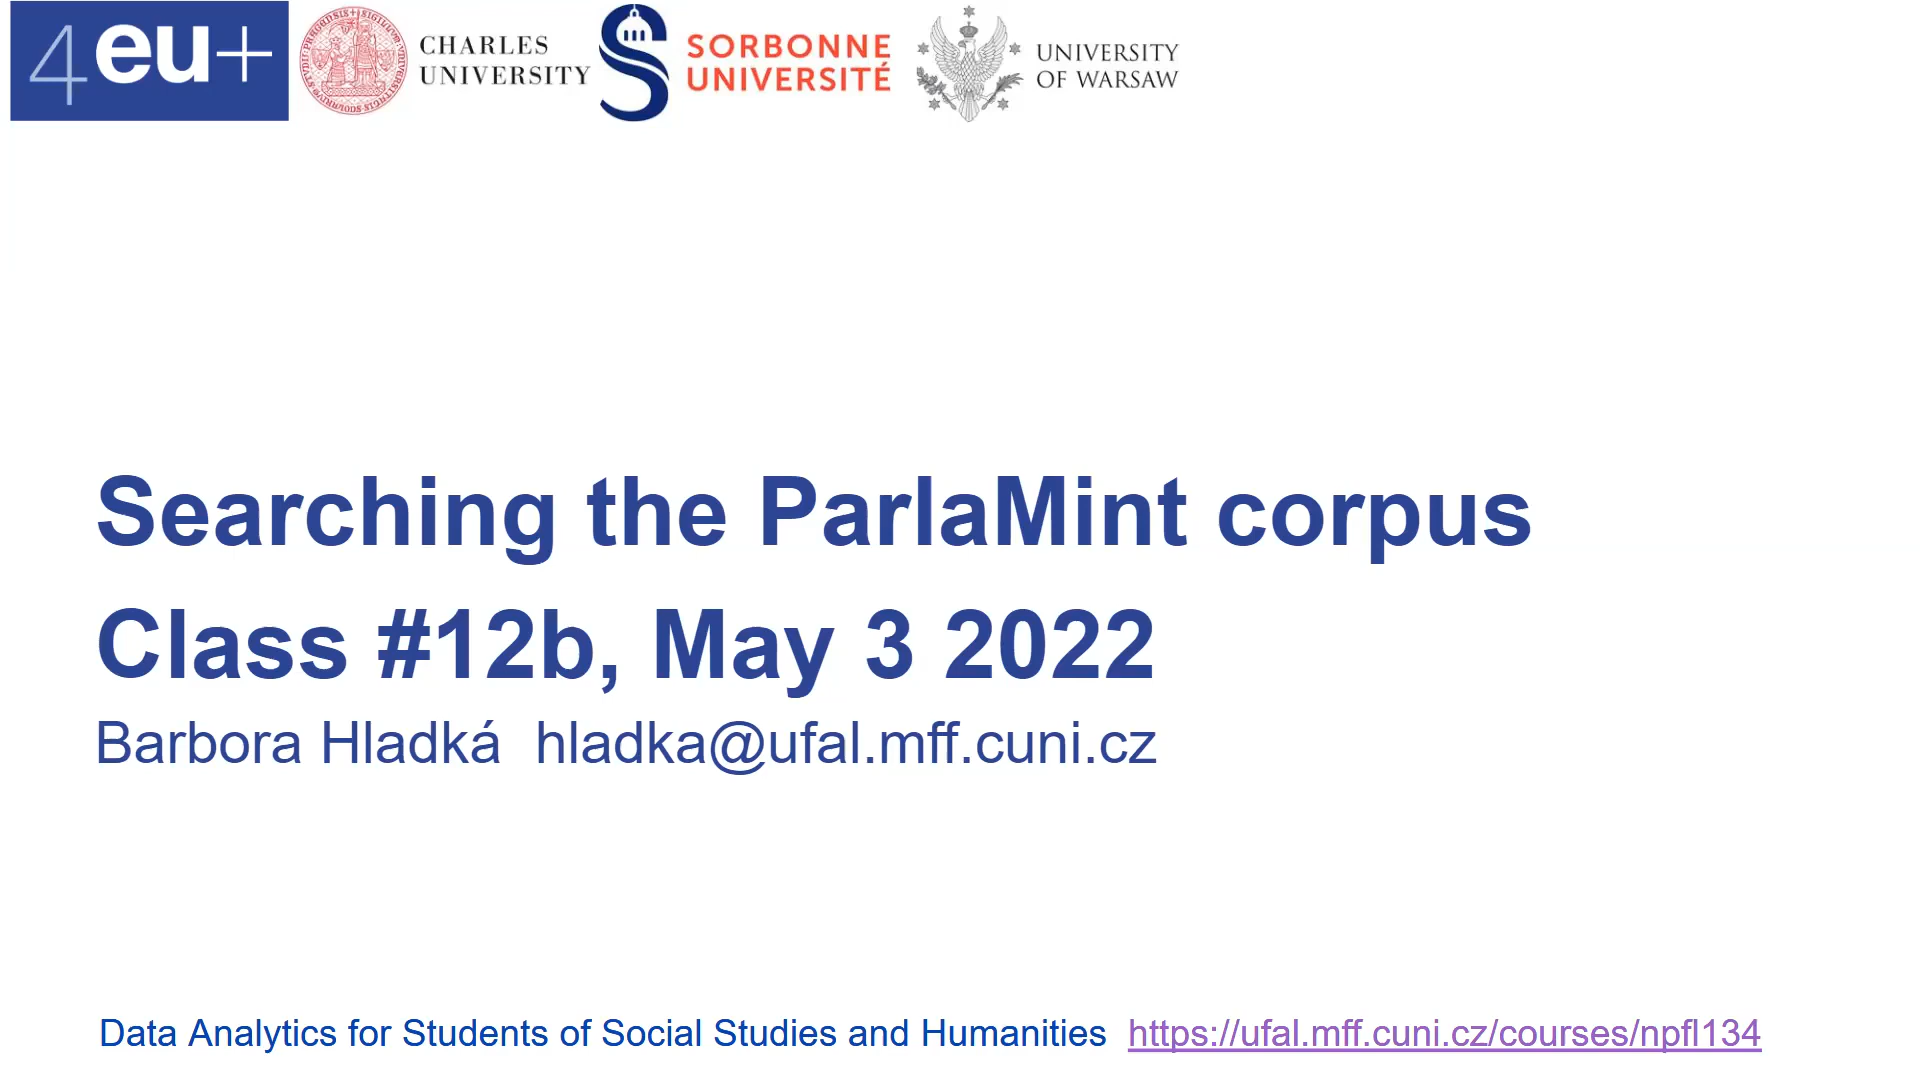 4eu+
CHARLES
UNIVERSITY
SORBONNE
UNIVERSITÉ
UNIVERSITY
OF WARSAW
Searching the ParlaMint corpus
Class #12b, May 3 2022
Barbora Hladká hladka@ufal.mff.cuni.cz
Data Analytics for Students of Social Studies and Humanities https://ufal.mff.cuni.cz/courses/npfl134